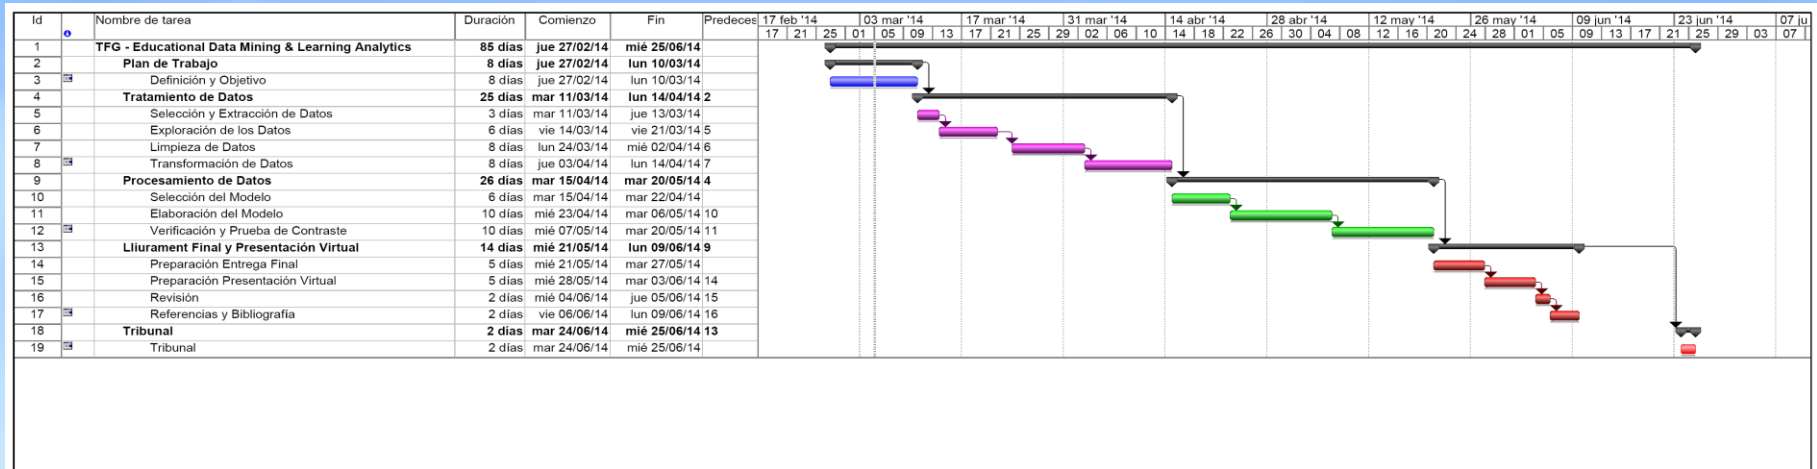 Id Nombre de tarea Duración Comienzo Fin Predeces 17 feb '14 03 mar '14 17 mar '14 31 mar '14 14 abr '14 28 abr '14 12 may '14 26 may '14 09 jun '14 23 jun '14 07 ju
17 21 25 01 05 09 13 17 21 25 29 02 06 10 14 18 22 26 30 04 08 12 16 20 24 28 01 05 09 13 17 21 25 29 03 07
1 TFG - Educational Data Mining & Learning Analytics 85 días jue 27/02/14 mié 25/06/14
2 Plan de Trabajo 8 días jue 27/02/14 lun 10/03/14
3 Definición y Objetivo 8 días jue 27/02/14 lun 10/03/14
4 Tratamiento de Datos 25 días mar 11/03/14 lun 14/04/14 2
5 Selección y Extracción de Datos 3 días mar 11/03/14 jue 13/03/14
6 Exploración de los Datos 6 días vie 14/03/14 vie 21/03/14 5
7 Limpieza de Datos 8 días lun 24/03/14 mié 02/04/14 6
8 Transformación de Datos 8 días jue 03/04/14 lun 14/04/14 7
9 Procesamiento de Datos 26 días mar 15/04/14 mar 20/05/14 4
10 Selección del Modelo 6 días mar 15/04/14 mar 22/04/14
11 Elaboración del Modelo 10 días mié 23/04/14 mar 06/05/14 10
12 Verificación y Prueba de Contraste 10 días mié 07/05/14 mar 20/05/14 11
13 Lliurament Final y Presentación Virtual 14 días mié 21/05/14 lun 09/06/14 9
14 Preparación Entrega Final 5 días mié 21/05/14 mar 27/05/14
15 Preparación Presentación Virtual 5 días mié 28/05/14 mar 03/06/14 14
16 Revisión 2 días mié 04/06/14 jue 05/06/14 15
17 Referencias y Bibliografía 2 días vie 06/06/14 lun 09/06/14 16
18 Tribunal 2 días mar 24/06/14 mié 25/06/14 13
19 Tribunal 2 días mar 24/06/14 mié 25/06/14